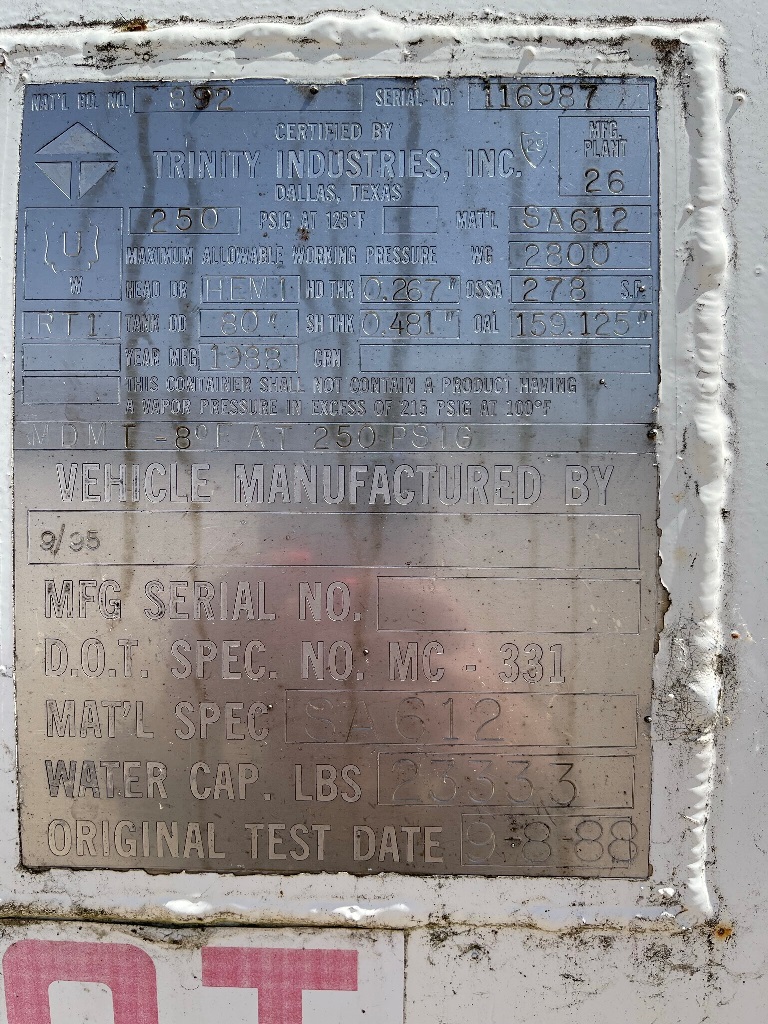 NAT'L BD. NO. 892 SERIAL NO. 116987
CERTIFIED BY
TRINITY INDUSTRIES, INC.
DALLAS, TEXAS
MFG. PLANT
26
250 PSIG AT 125°F MAT'L SA612
U
W
MAXIMUM ALLOWABLE WORKING PRESSURE WG 2800
HEAD DR HEMI HD THK 0.267" OSSA 278 S.F.
RT1 TANK OD 80" SH THK 0.481" OAL 159.125"
YEAR MFG 1988 CRN
THIS CONTAINER SHALL NOT CONTAIN A PRODUCT HAVING
A VAPOR PRESSURE IN EXCESS OF 215 PSIG AT 100°F
MDMT -8°F AT 250 PSIG
VEHICLE MANUFACTURED BY
9/95
MFG SERIAL NO.
D.O.T. SPEC. NO. MC - 331
MAT'L SPEC SA612
WATER CAP. LBS 23333
ORIGINAL TEST DATE 9-8-88